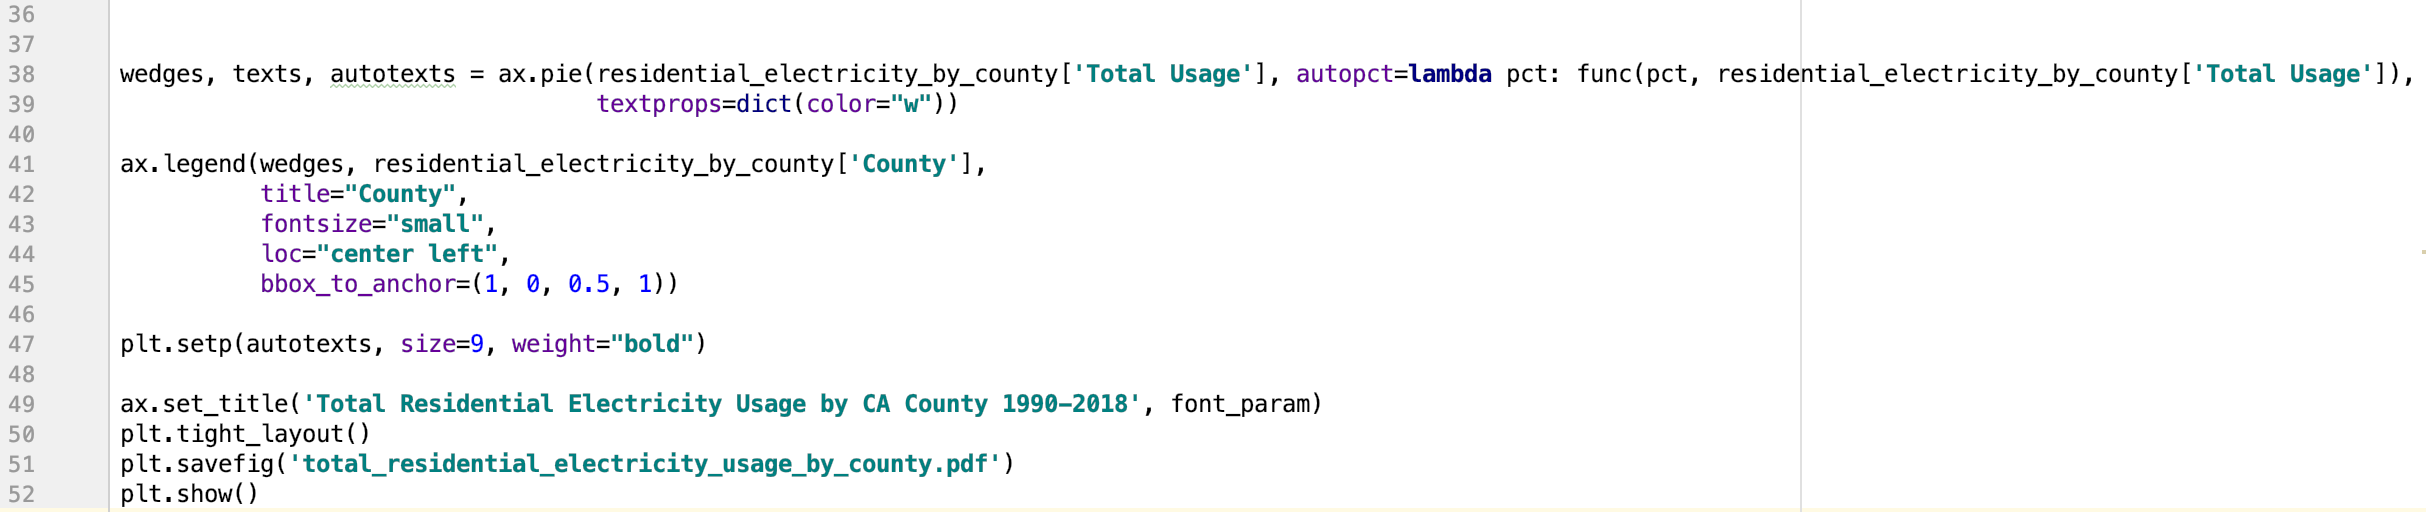 36
37
38 wedges, texts, autotexts = ax.pie(residential_electricity_by_county['Total Usage'], autopct=lambda pct: func(pct, residential_electricity_by_county['Total Usage']),
39 textprops=dict(color="w"))
40
41 ax.legend(wedges, residential_electricity_by_county['County'],
42 title="County",
43 fontsize="small",
44 loc="center left",
45 bbox_to_anchor=(1, 0, 0.5, 1))
46
47 plt.setp(autotexts, size=9, weight="bold")
48
49 ax.set_title('Total Residential Electricity Usage by CA County 1990–2018', font_param)
50 plt.tight_layout()
51 plt.savefig('total_residential_electricity_usage_by_county.pdf')
52 plt.show()